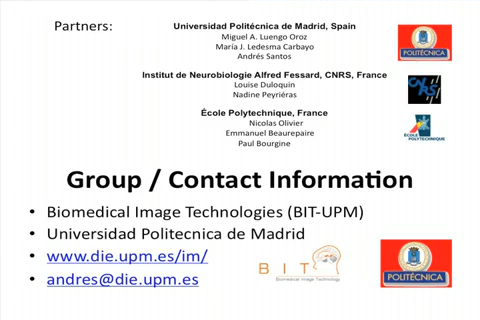 Partners:
Universidad Politécnica de Madrid, Spain
Miguel A. Luengo Oroz
María J. Ledesma Carbayo
Andrés Santos
POLITÉCNICA
Institut de Neurobiologie Alfred Fessard, CNRS, France
Louise Duloquin
Nadine Peyriéras
CNRS
École Polytechnique, France
Nicolas Olivier
Emmanuel Beaurepaire
Paul Bourgine
ÉCOLE
POLYTECHNIQUE
Group / Contact Information
• Biomedical Image Technologies (BIT-UPM)
• Universidad Politecnica de Madrid
• www.die.upm.es/im/
• andres@die.upm.es
BIT
Biomedical Image Technology
POLITÉCNICA